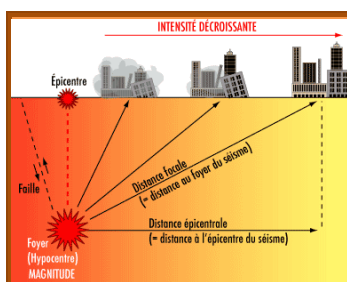 INTENSITÉ DÉCROISSANTE
Épicentre
Faille
Distance focale
(= distance au foyer du séisme)
Distance épicentrale
(= distance à l'épicentre du séisme)
Foyer
(Hypocentre)
MAGNITUDE